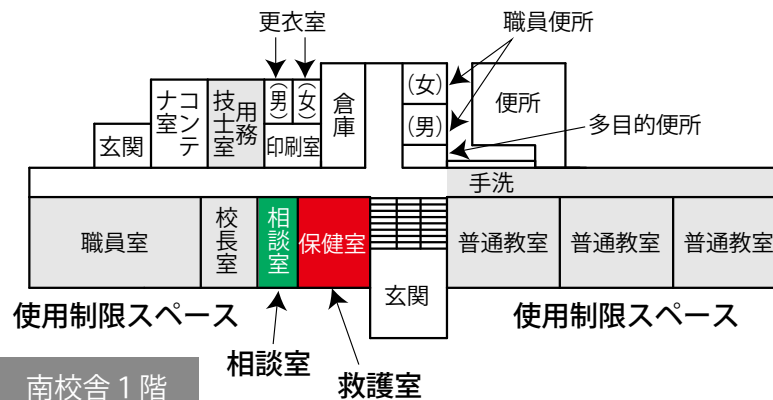 更衣室
職員便所
(男)
(女)
(女)
(男)
便所
多目的便所
玄関
コンテナ室
用務技士室
印刷室
倉庫
手洗
職員室
校長室
相談室
保健室
玄関
普通教室
普通教室
普通教室
使用制限スペース
使用制限スペース
相談室
救護室
南校舎1階